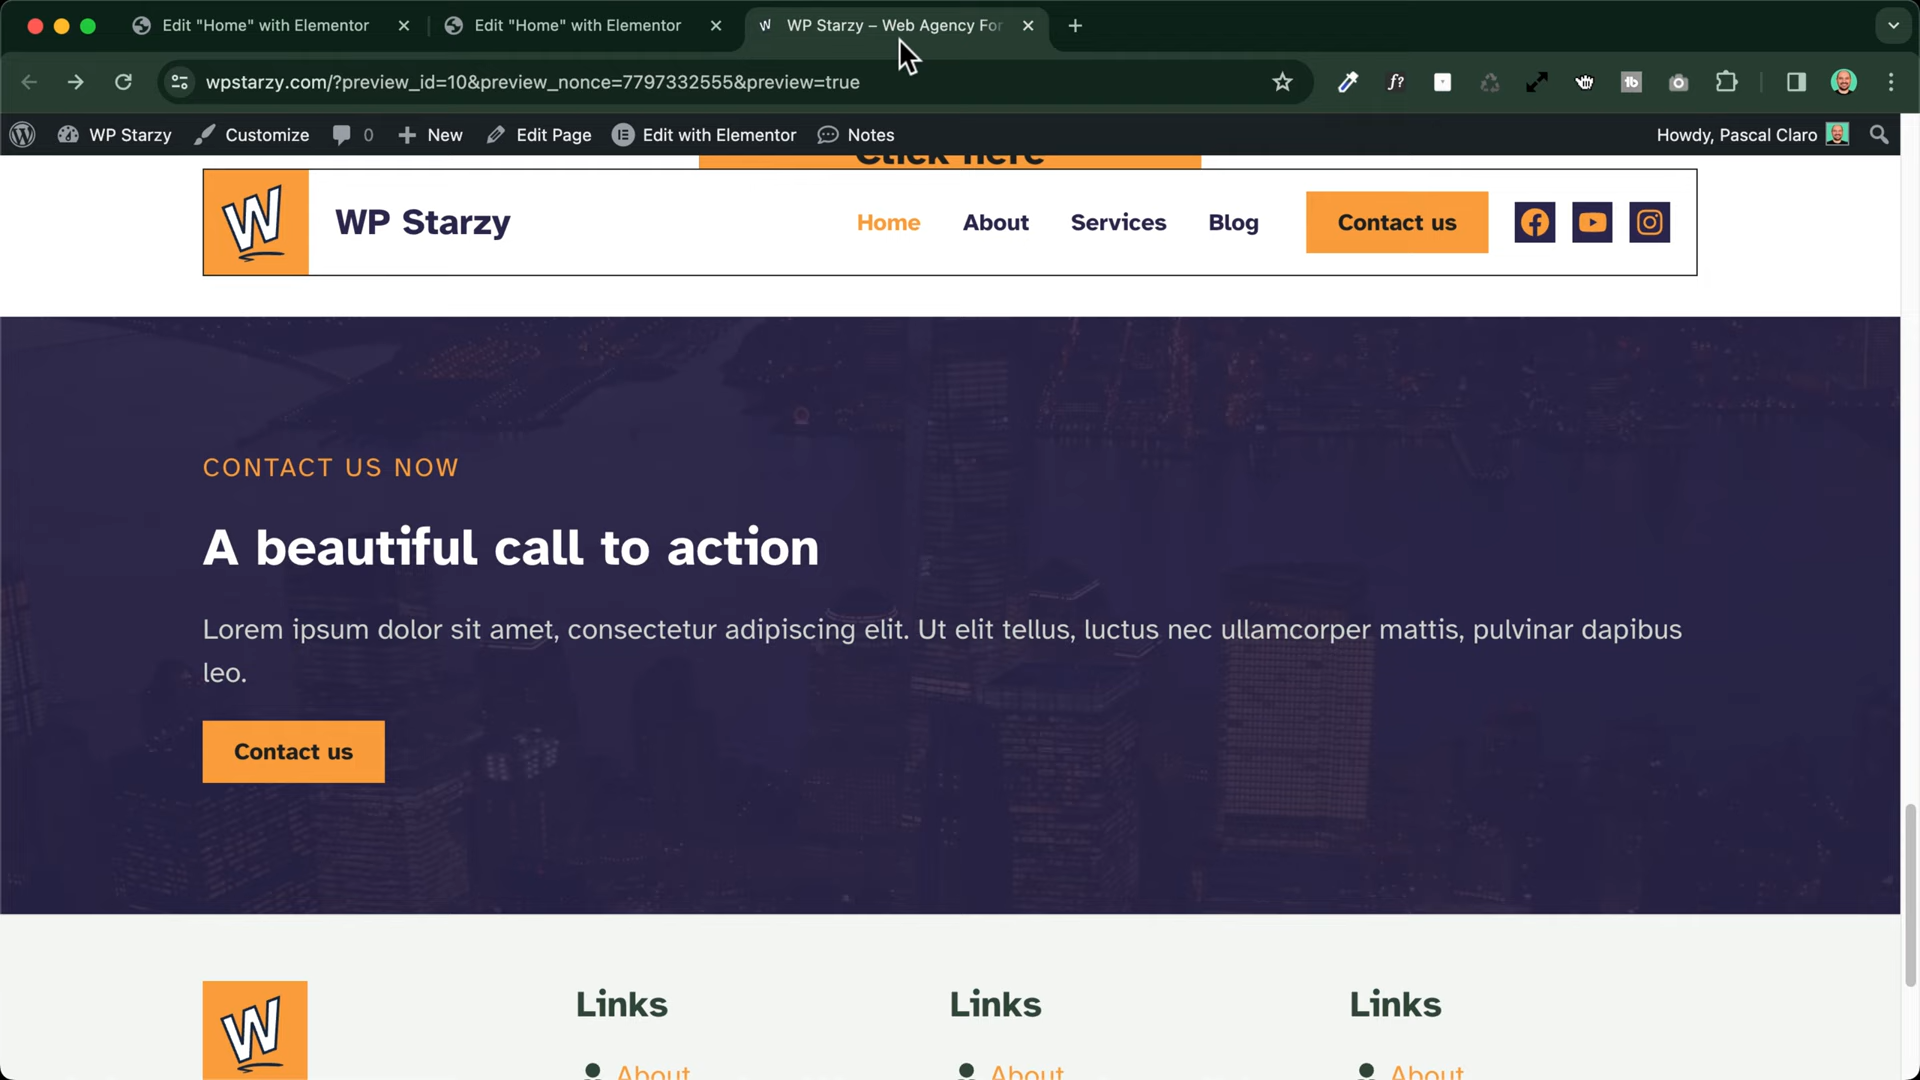 Edit "Home" with Elementor
Edit "Home" with Elementor
W WP Starzy – Web Agency For
wpstarzy.com/?preview_id=10&preview_nonce=7797332555&preview=true
f?
tb
WP Starzy
Customize
0
New
Edit Page
Edit with Elementor
Notes
Howdy, Pascal Claro
Click here
W
WP Starzy
Home
About
Services
Blog
Contact us
CONTACT US NOW
A beautiful call to action
Lorem ipsum dolor sit amet, consectetur adipiscing elit. Ut elit tellus, luctus nec ullamcorper mattis, pulvinar dapibus
leo.
Contact us
W
Links
About
Links
About
Links
About